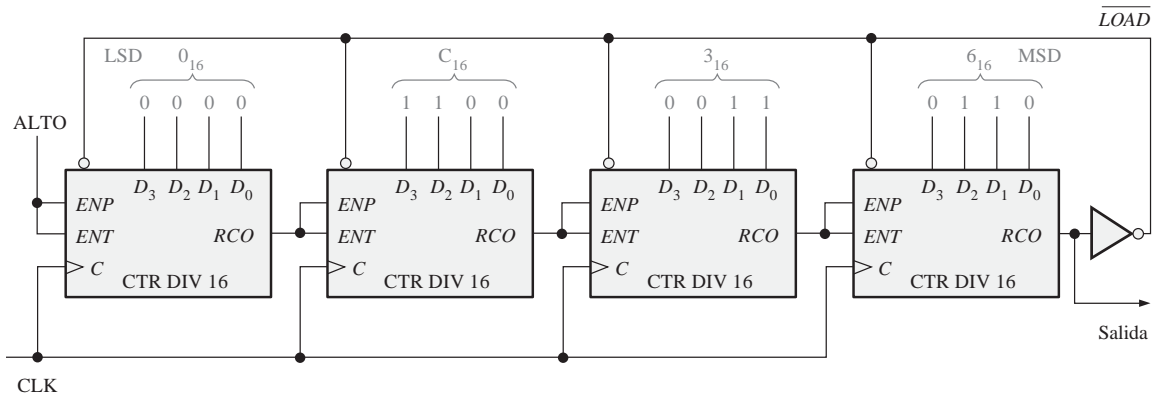 LOAD
LSD 0₁₆ C₁₆ 3₁₆ 6₁₆ MSD
0 0 0 0 1 1 0 0 0 0 1 1 0 1 1 0
ALTO
D₃ D₂ D₁ D₀ D₃ D₂ D₁ D₀ D₃ D₂ D₁ D₀ D₃ D₂ D₁ D₀
ENP ENP ENP ENP
ENT RCO ENT RCO ENT RCO ENT RCO
C C C C
CTR DIV 16 CTR DIV 16 CTR DIV 16 CTR DIV 16
Salida
CLK